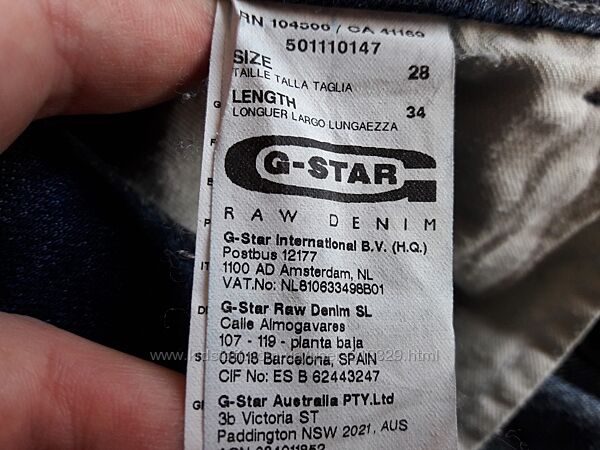 RN 104566 / CA 41169
501110147
SIZE 28
TAILLE TALLA TAGLIA
LENGTH 34
LONGUER LARGO LUNGAEZZA
G-STAR
RAW DENIM
G-Star International B.V. (H.Q.)
Postbus 12177
1100 AD Amsterdam, NL
VAT.No: NL810633498B01
G-Star Raw Denim SL
Calle Almogavares
107 - 119 - planta baja
08018 Barcelona, SPAIN
CIF No: ES B 62443247
G-Star Australia PTY.Ltd
3b Victoria ST
Paddington NSW 2021, AUS